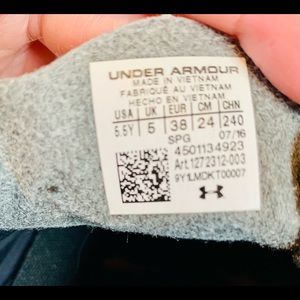 UNDER ARMOUR
MADE IN VIETNAM
FABRIQUÉ AU VIETNAM
HECHO EN VIETNAM
USA UK EUR CM CHN
5.5Y 5 38 24 240
SPG 07/16
4501134923
Art.1272312-003
9Y1LMDKT00007